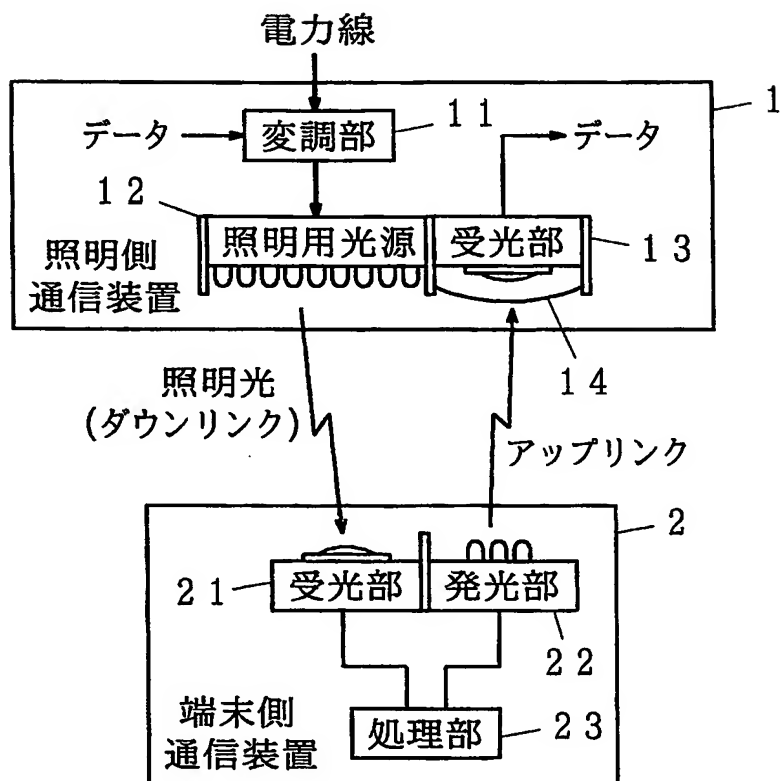 電力線
1
データ
変調部
11
データ
12
照明用光源
受光部
13
照明側
通信装置
14
照明光
(ダウンリンク)
アップリンク
2
21
受光部
発光部
22
端末側
通信装置
処理部
23